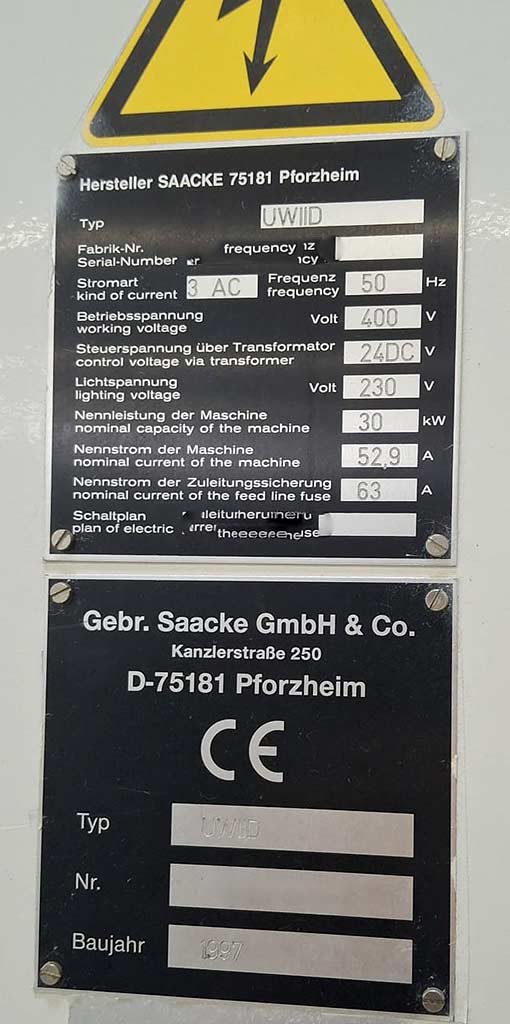 Hersteller SAACKE 75181 Pforzheim
Typ UWIID
Fabrik-Nr. frequency
Serial-Number
Stromart 3 AC Frequenz 50 Hz
kind of current frequency
Betriebsspannung Volt 400 V
working voltage
Steuerspannung über Transformator 24DC V
control voltage via transformer
Lichtspannung Volt 230 V
lighting voltage
Nennleistung der Maschine 30 kW
nominal capacity of the machine
Nennstrom der Maschine 52,9 A
nominal current of the machine
Nennstrom der Zuleitungssicherung 63 A
nominal current of the feed line fuse
Schaltplan
plan of electric
Gebr. Saacke GmbH & Co.
Kanzlerstraße 250
D-75181 Pforzheim
CE
Typ UWIID
Nr.
Baujahr 1997